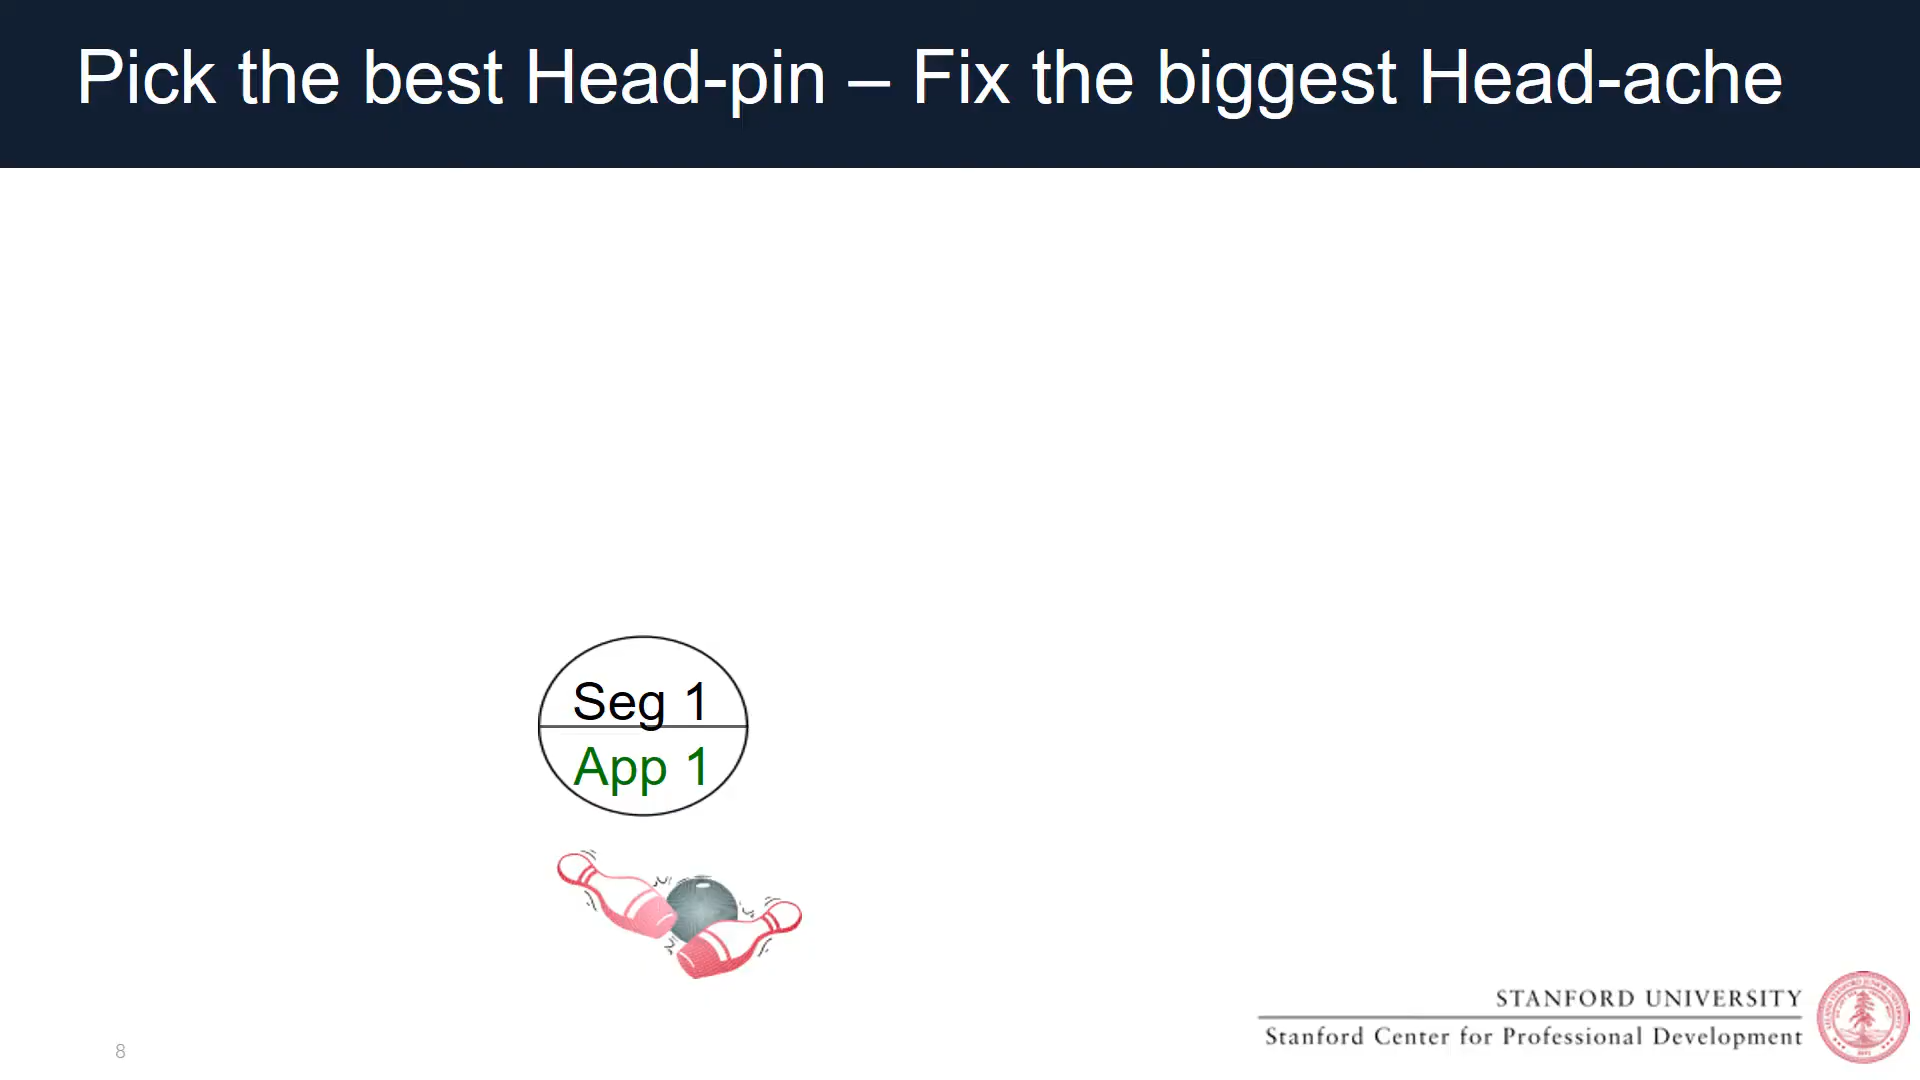 Pick the best Head-pin – Fix the biggest Head-ache
Seg 1
App 1
STANFORD UNIVERSITY
Stanford Center for Professional Development
8